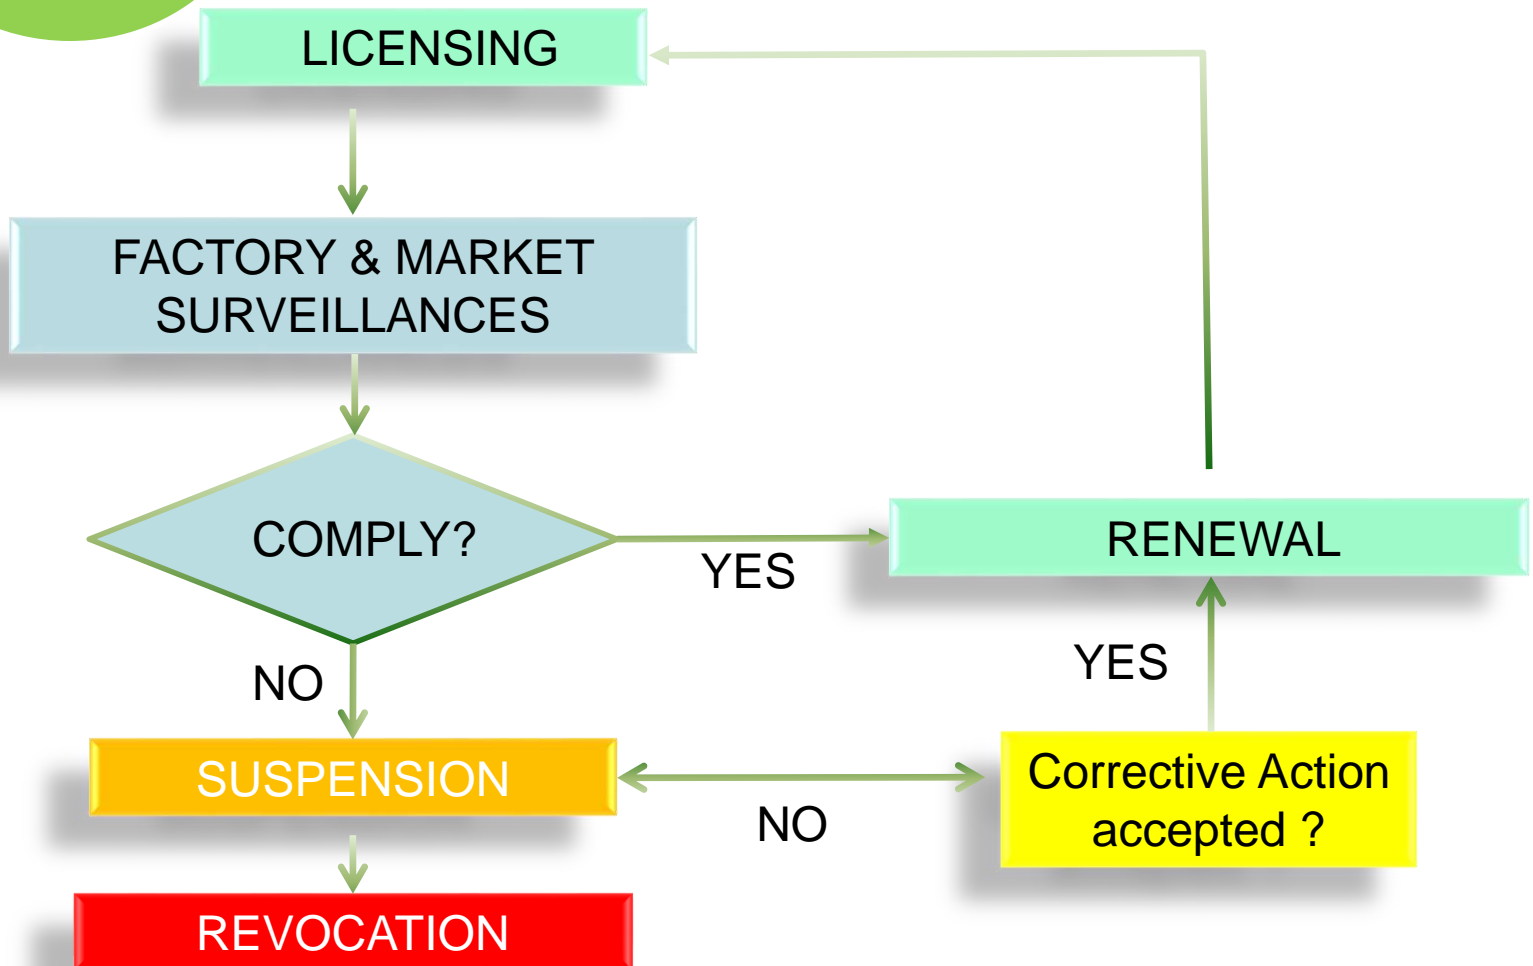 LICENSING
FACTORY & MARKET
SURVEILLANCES
COMPLY?
YES
RENEWAL
NO
YES
SUSPENSION
NO
Corrective Action
accepted ?
REVOCATION